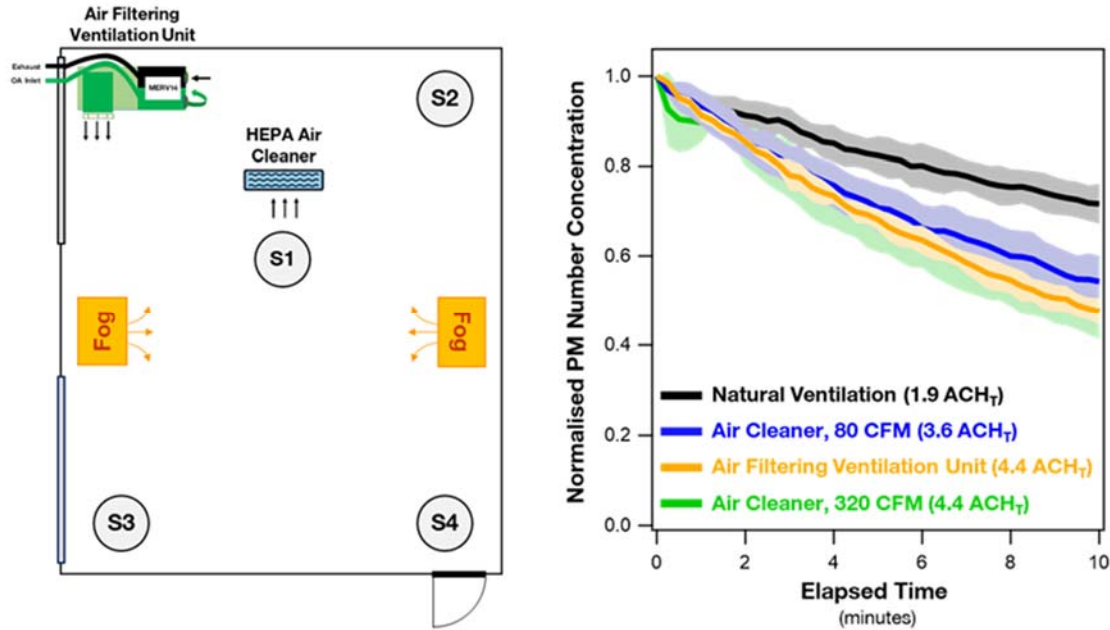 Air Filtering
Ventilation Unit
Exhaust
OA Inlet
MERV14
S2
HEPA Air
Cleaner
S1
Fog
Fog
S3
S4
Normalised PM Number Concentration
1.0
0.8
0.6
0.4
0.2
0.0
Natural Ventilation (1.9 ACHT)
Air Cleaner, 80 CFM (3.6 ACHT)
Air Filtering Ventilation Unit (4.4 ACHT)
Air Cleaner, 320 CFM (4.4 ACHT)
0 2 4 6 8 10
Elapsed Time
(minutes)